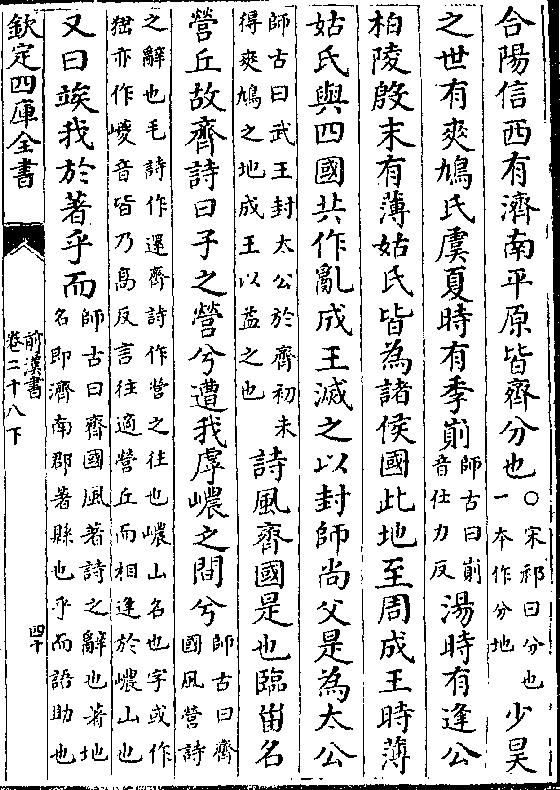 合陽信西有濟南平原皆齊分也○宋祁曰分也一本作分地少昊
之世有爽鳩氏虞夏時有季崱師古曰崱音仕力反湯時有逢公
柏陵殷末有薄姑氏皆為諸侯國此地至周成王時薄
姑氏與四國共作亂成王滅之以封師尚父是為太公
師古曰武王封太公於齊初未得爽鳩之地成王以益之也詩風齊國是也臨甾名
營丘故齊詩曰子之營兮遭我虖嶩之間兮師古曰齊國風營詩
之辭也毛詩作還齊詩作營之往也嶩山名也字或作峱亦作巎音皆乃高反言往適營丘而相逢於嶩山也
又曰竢我於著乎而師古曰齊國風著詩之辭也著地名即濟南郡著縣也乎而語助也
欽定四庫全書
前漢書
卷二十八下
四十